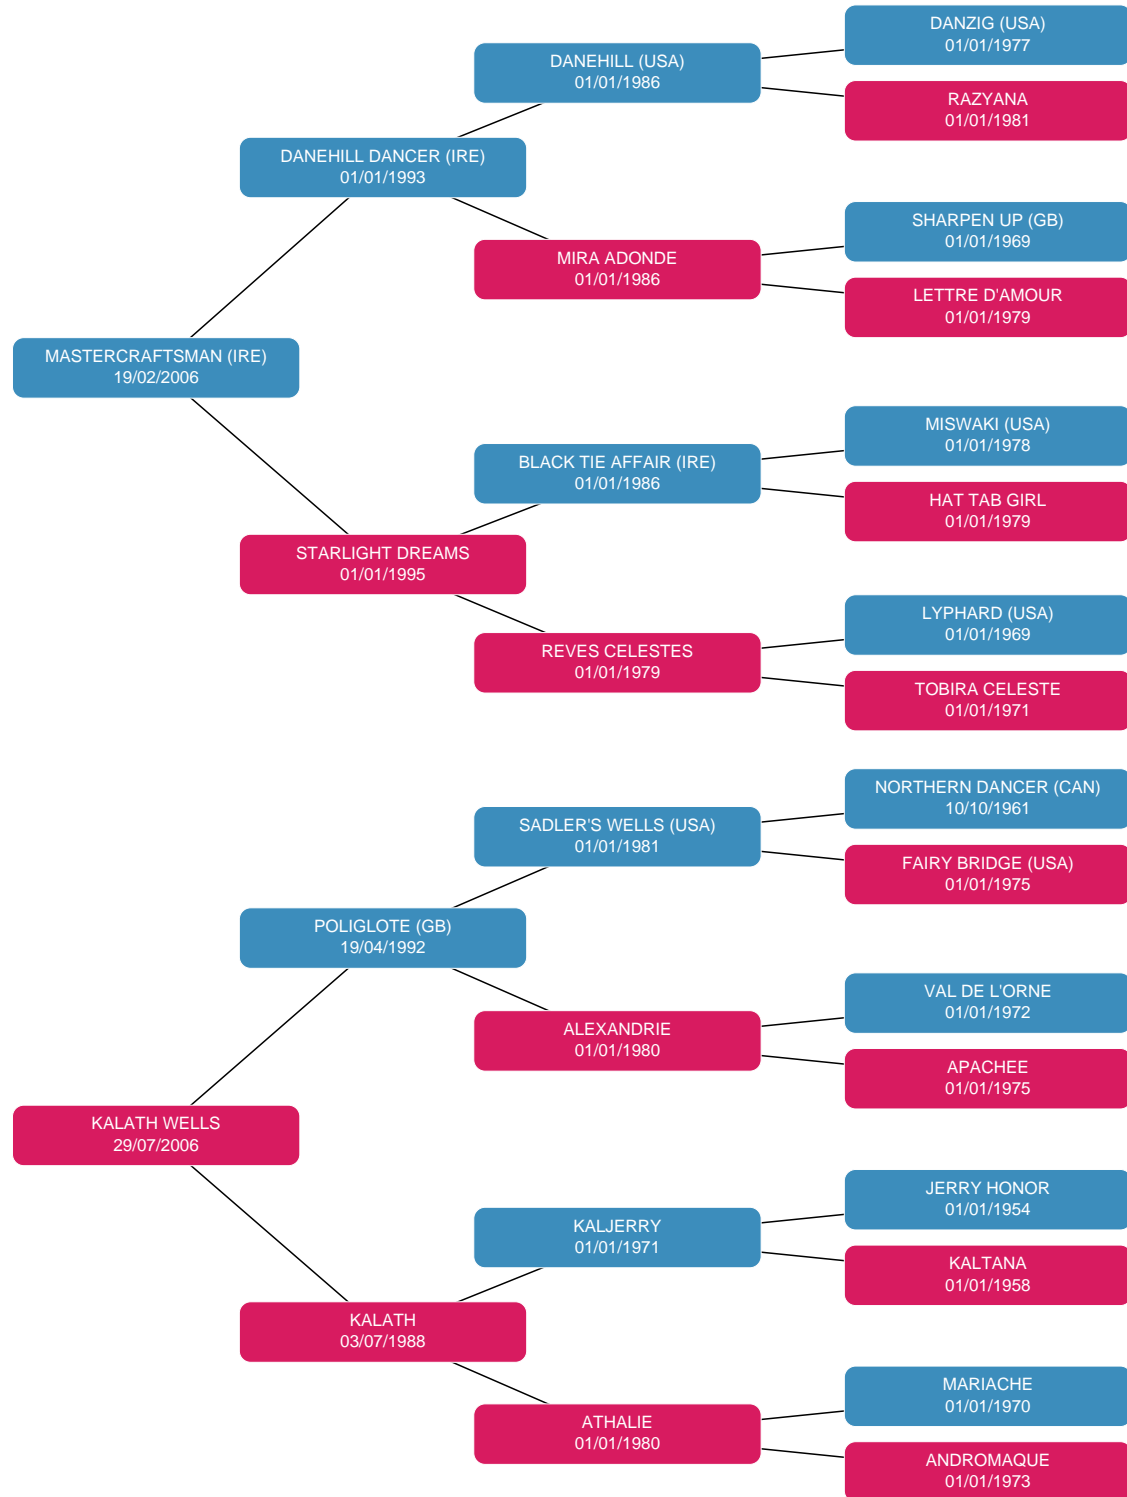 DANZIG (USA)
01/01/1977
DANEHILL (USA)
01/01/1986
RAZYANA
01/01/1981
DANEHILL DANCER (IRE)
01/01/1993
SHARPEN UP (GB)
01/01/1969
MIRA ADONDE
01/01/1986
LETTRE D'AMOUR
01/01/1979
MASTERCRAFTSMAN (IRE)
19/02/2006
MISWAKI (USA)
01/01/1978
BLACK TIE AFFAIR (IRE)
01/01/1986
HAT TAB GIRL
01/01/1979
STARLIGHT DREAMS
01/01/1995
LYPHARD (USA)
01/01/1969
REVES CELESTES
01/01/1979
TOBIRA CELESTE
01/01/1971
NORTHERN DANCER (CAN)
10/10/1961
SADLER'S WELLS (USA)
01/01/1981
FAIRY BRIDGE (USA)
01/01/1975
POLIGLOTE (GB)
19/04/1992
VAL DE L'ORNE
01/01/1972
ALEXANDRIE
01/01/1980
APACHEE
01/01/1975
KALATH WELLS
29/07/2006
JERRY HONOR
01/01/1954
KALJERRY
01/01/1971
KALTANA
01/01/1958
KALATH
03/07/1988
MARIACHE
01/01/1970
ATHALIE
01/01/1980
ANDROMAQUE
01/01/1973